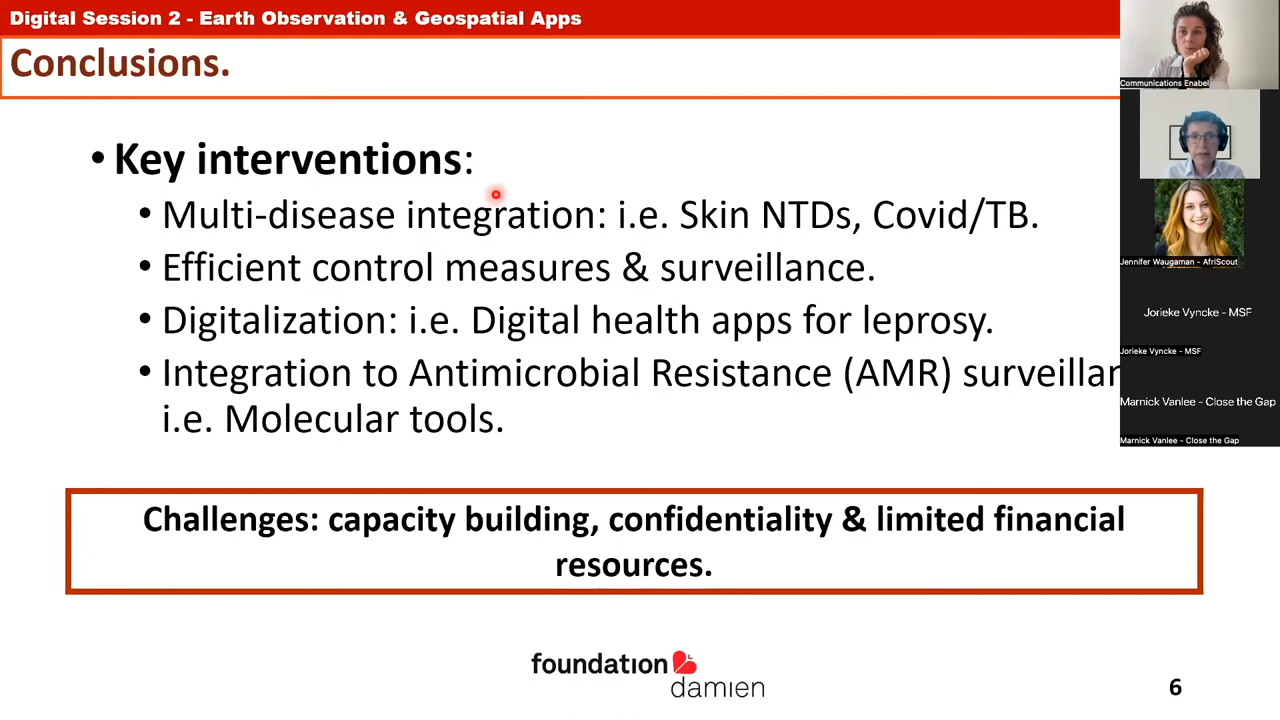 Digital Session 2 - Earth Observation & Geospatial Apps
Conclusions.
• Key interventions:
• Multi-disease integration: i.e. Skin NTDs, Covid/TB.
• Efficient control measures & surveillance.
• Digitalization: i.e. Digital health apps for leprosy.
• Integration to Antimicrobial Resistance (AMR) surveillan
i.e. Molecular tools.
Challenges: capacity building, confidentiality & limited financial
resources.
foundation
damien
6
Communications Enabel
Jennifer Waugaman - AfriScout
Jorieke Vyncke - MSF
Jorieke Vyncke - MSF
Marnick Vanlee - Close the Gap
Marnick Vanlee - Close the Gap